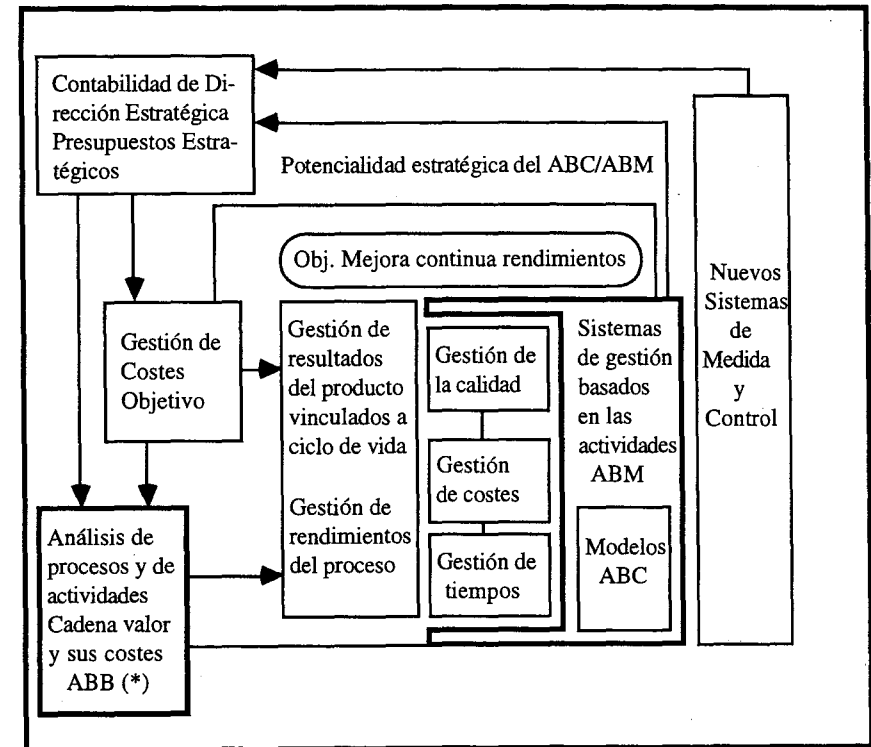 Contabilidad de Di-
rección Estratégica
Presupuestos Estra-
tégicos
Potencialidad estratégica del ABC/ABM
Obj. Mejora continua rendimientos
Gestión de
Costes
Objetivo
Gestión de
resultados
del producto
vinculados a
ciclo de vida
Gestión de
rendimientos
del proceso
Gestión de
la calidad
Gestión
de costes
Gestión de
tiempos
Sistemas
de gestión
basados
en las
actividades
ABM
Modelos
ABC
Nuevos
Sistemas
de
Medida
y
Control
Análisis de
procesos y de
actividades
Cadena valor
y sus costes
ABB (*)